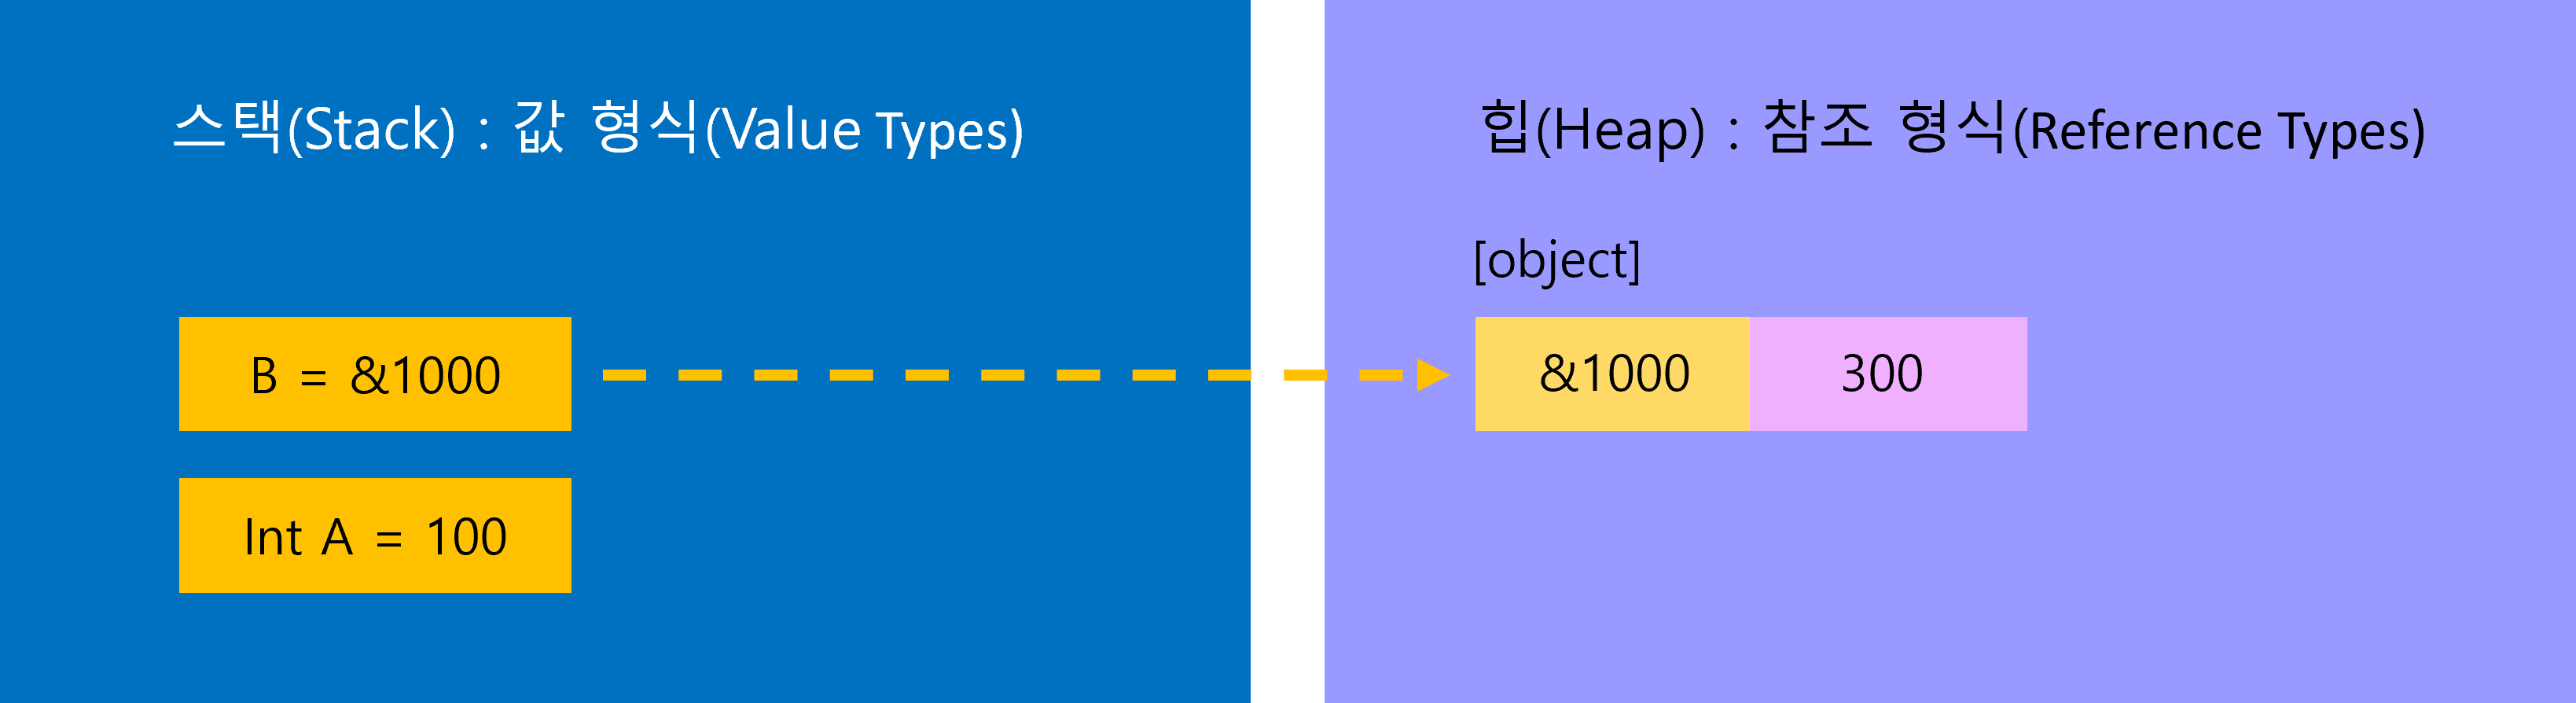 스택(Stack) : 값 형식(Value Types)
B = &1000
Int A = 100
힙(Heap) : 참조 형식(Reference Types)
[object]
&1000 300